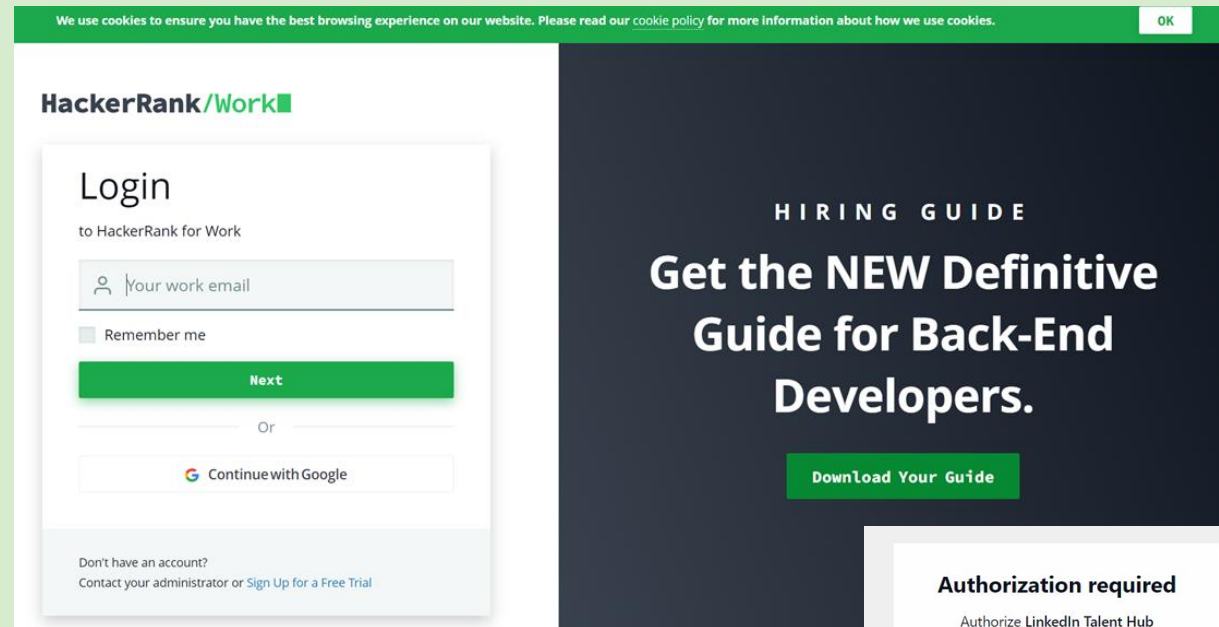 We use cookies to ensure you have the best browsing experience on our website. Please read our cookie policy for more information about how we use cookies.
OK
HackerRank/Work
Login
to HackerRank for Work
Your work email
Remember me
Next
Or
Continue with Google
Don't have an account?
Contact your administrator or Sign Up for a Free Trial
HIRING GUIDE
Get the NEW Definitive
Guide for Back-End
Developers.
Download Your Guide
Authorization required
Authorize LinkedIn Talent Hub